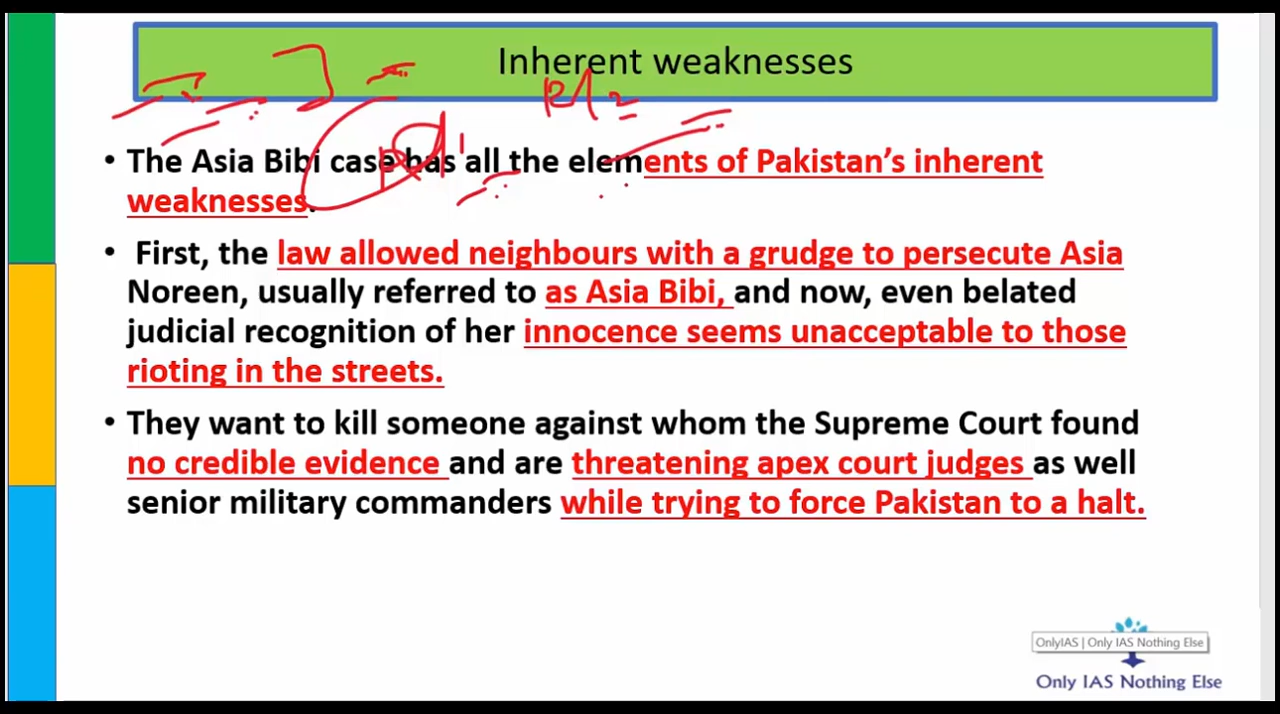 Inherent weaknesses
• The Asia Bibi case has all the elements of Pakistan's inherent
weaknesses.
• First, the law allowed neighbours with a grudge to persecute Asia
Noreen, usually referred to as Asia Bibi, and now, even belated
judicial recognition of her innocence seems unacceptable to those
rioting in the streets.
• They want to kill someone against whom the Supreme Court found
no credible evidence and are threatening apex court judges as well
senior military commanders while trying to force Pakistan to a halt.
OnlyIAS | Only IAS Nothing Else
Only IAS Nothing Else